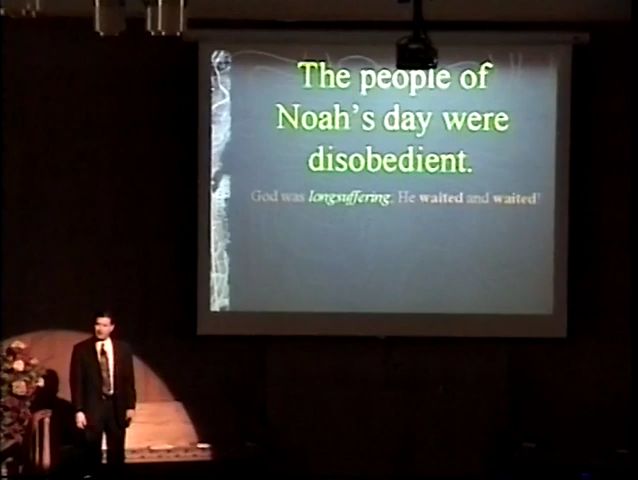 The people of
Noah's day were
disobedient.
God was longsuffering, He waited and waited!